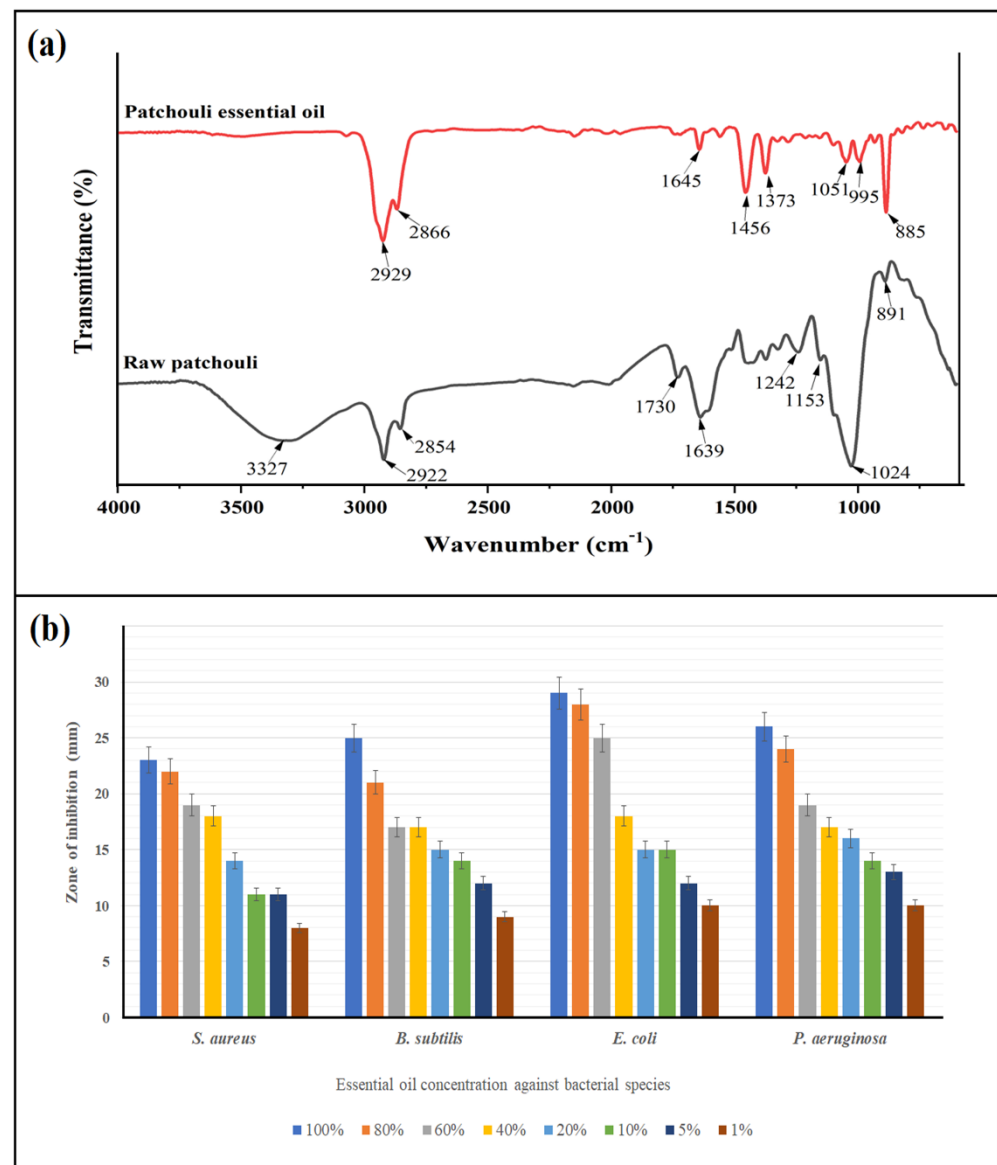 (a)
Patchouli essential oil
1645
1373
1051
995
2866
1456
885
2929
Transmittance (%)
891
Raw patchouli
1242
1730
1153
2854
1639
3327
2922
1024
4000 3500 3000 2500 2000 1500 1000
Wavenumber (cm⁻¹)
(b)
Zone of inhibition (mm)
30
25
20
15
10
5
0
S. aureus B. subtilis E. coli P. aeruginosa
Essential oil concentration against bacterial species
100% 80% 60% 40% 20% 10% 5% 1%